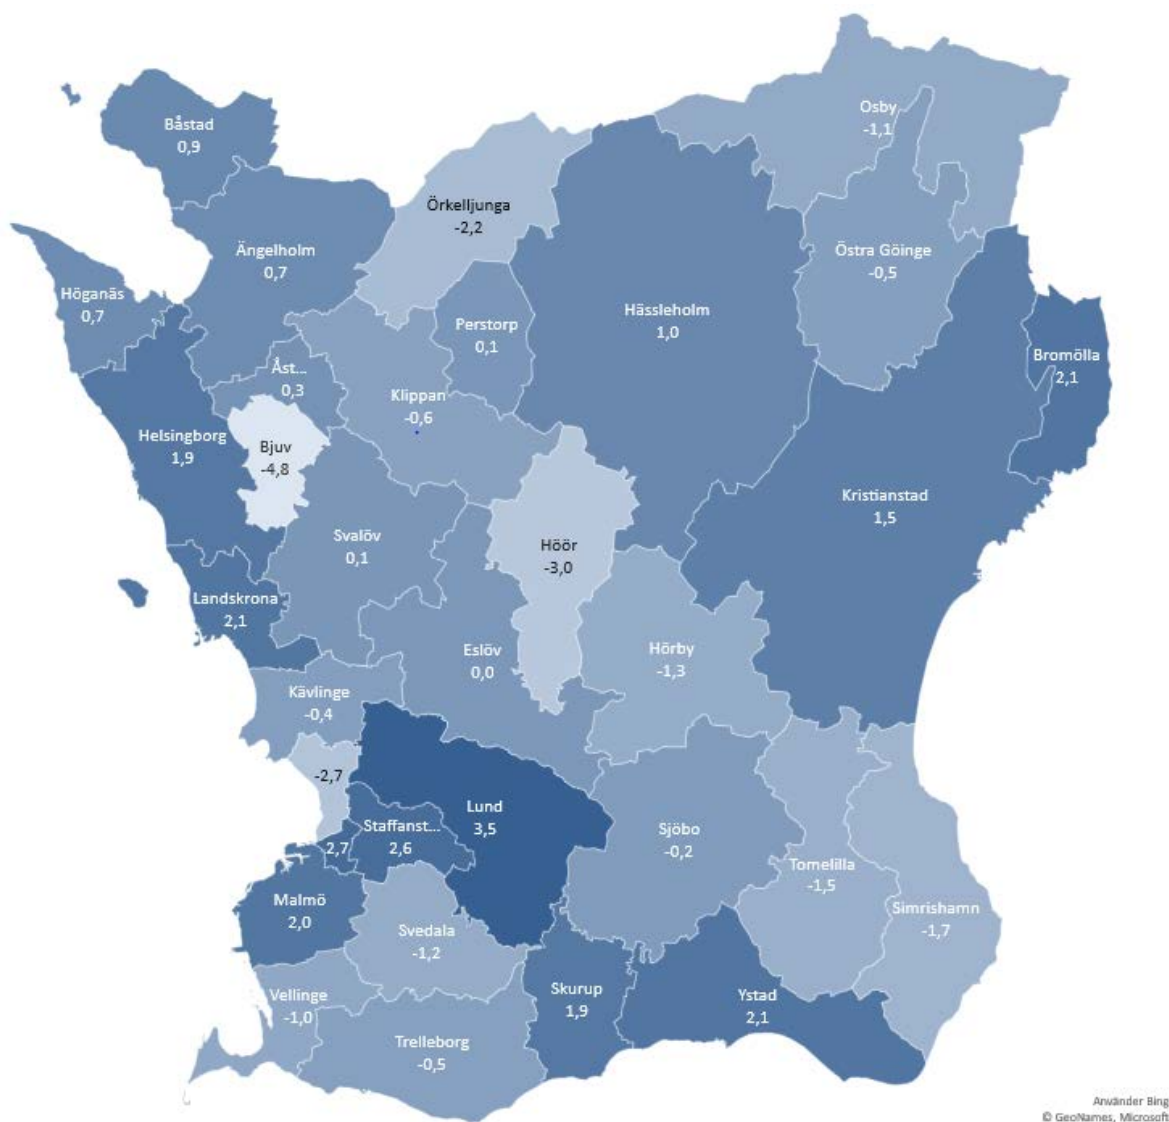 Osby
-1,1
Båstad
0,9
Örkelljunga
-2,2
Ängelholm
0,7
Östra Göinge
-0,5
Höganäs
0,7
Hässleholm
1,0
Perstorp
0,1
Bromölla
2,1
Åst...
0,3
Klippan
-0,6
Helsingborg
1,9
Bjuv
-4,8
Kristianstad
1,5
Svalöv
0,1
Höör
-3,0
Landskrona
2,1
Eslöv
0,0
Hörby
-1,3
Kävlinge
-0,4
-2,7
Lund
3,5
Staffanst...
2,6
2,7
Sjöbo
-0,2
Tomelilla
-1,5
Malmö
2,0
Simrishamn
-1,7
Svedala
-1,2
Vellinge
-1,0
Skurup
1,9
Ystad
2,1
Trelleborg
-0,5
Använder Bing
© GeoNames, Microsoft